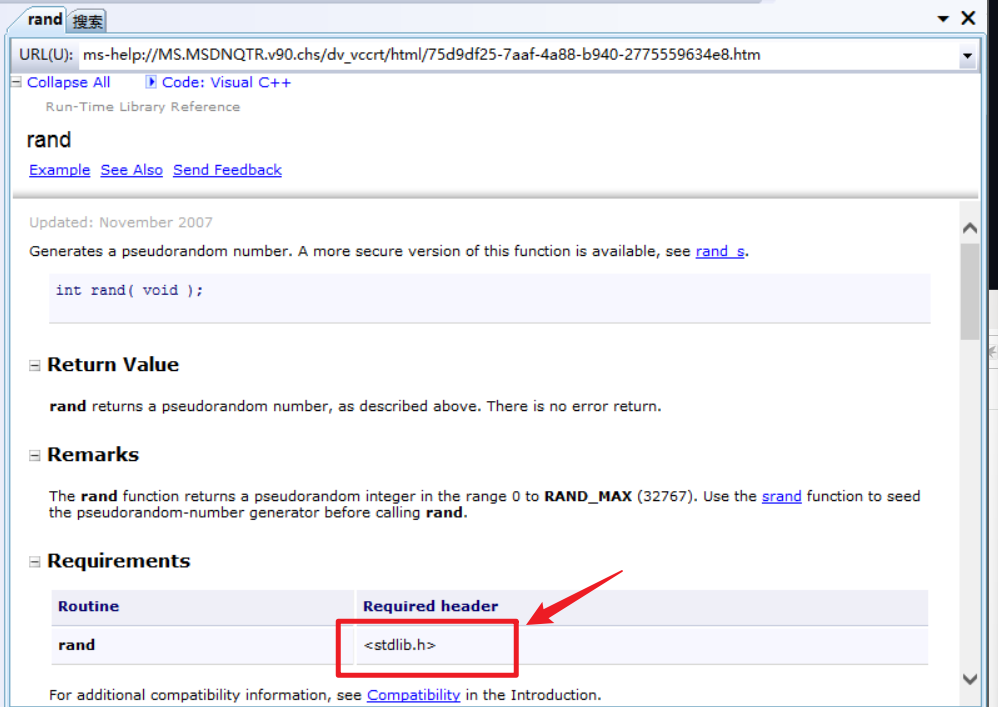 rand 搜索
URL(U): ms-help://MS.MSDNQTR.v90.chs/dv_vccrt/html/75d9df25-7aaf-4a88-b940-2775559634e8.htm
Collapse All Code: Visual C++
Run-Time Library Reference
rand
Example See Also Send Feedback
Updated: November 2007
Generates a pseudorandom number. A more secure version of this function is available, see rand_s.
int rand( void );
Return Value
rand returns a pseudorandom number, as described above. There is no error return.
Remarks
The rand function returns a pseudorandom integer in the range 0 to RAND_MAX (32767). Use the srand function to seed
the pseudorandom-number generator before calling rand.
Requirements
Routine Required header
rand <stdlib.h>
For additional compatibility information, see Compatibility in the Introduction.